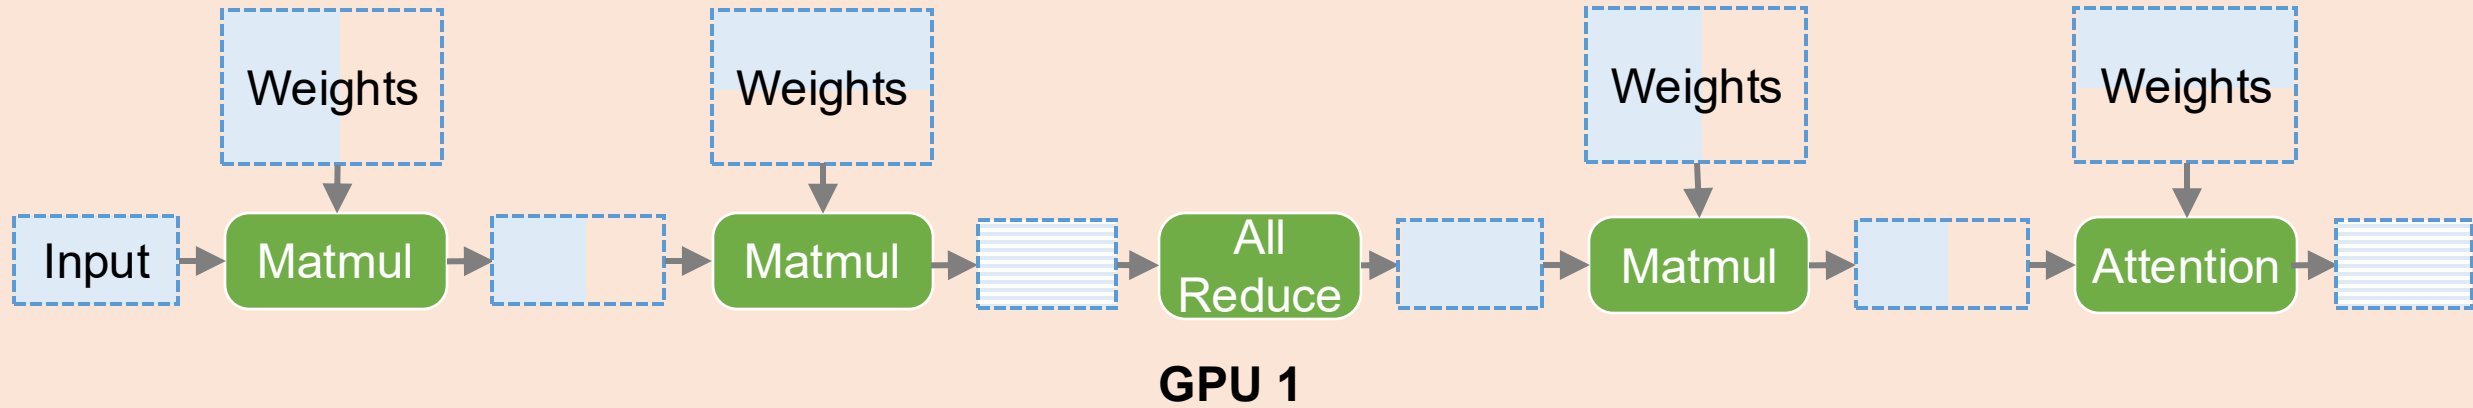 Weights
Weights
Weights
Weights
Input
Matmul
Matmul
All
Reduce
Matmul
Attention
GPU 1